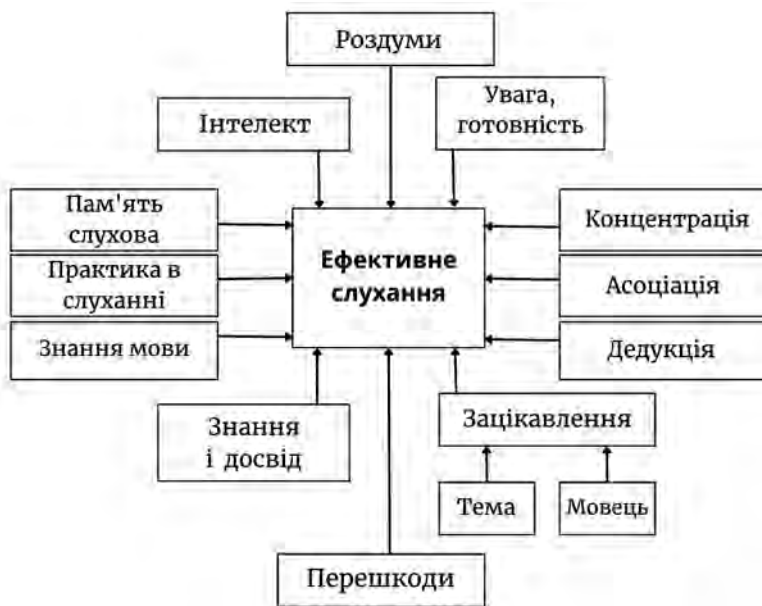 Роздуми
Інтелект
Увага,
готовність
Пам'ять
слухова
Практика в
слуханні
Знання мови
Ефективне
слухання
Концентрація
Асоціація
Дедукція
Знання
і досвід
Зацікавлення
Тема
Мовець
Перешкоди